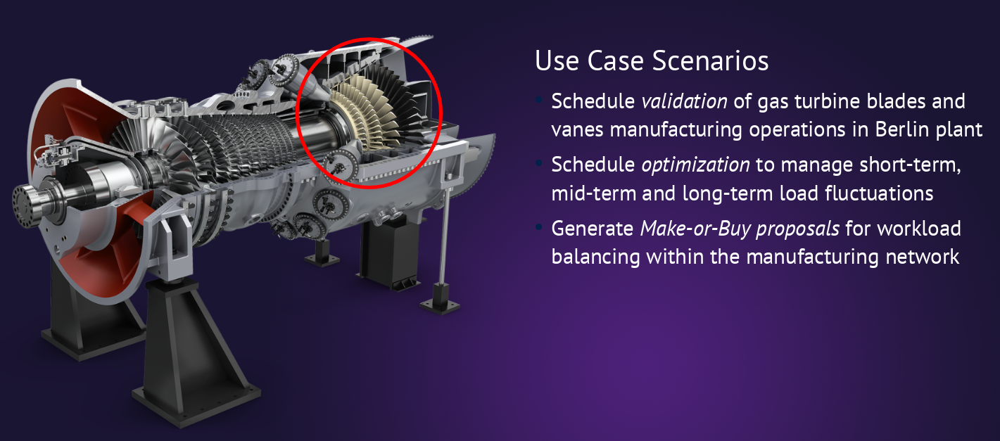 Use Case Scenarios
• Schedule validation of gas turbine blades and
vanes manufacturing operations in Berlin plant
• Schedule optimization to manage short-term,
mid-term and long-term load fluctuations
• Generate Make-or-Buy proposals for workload
balancing within the manufacturing network